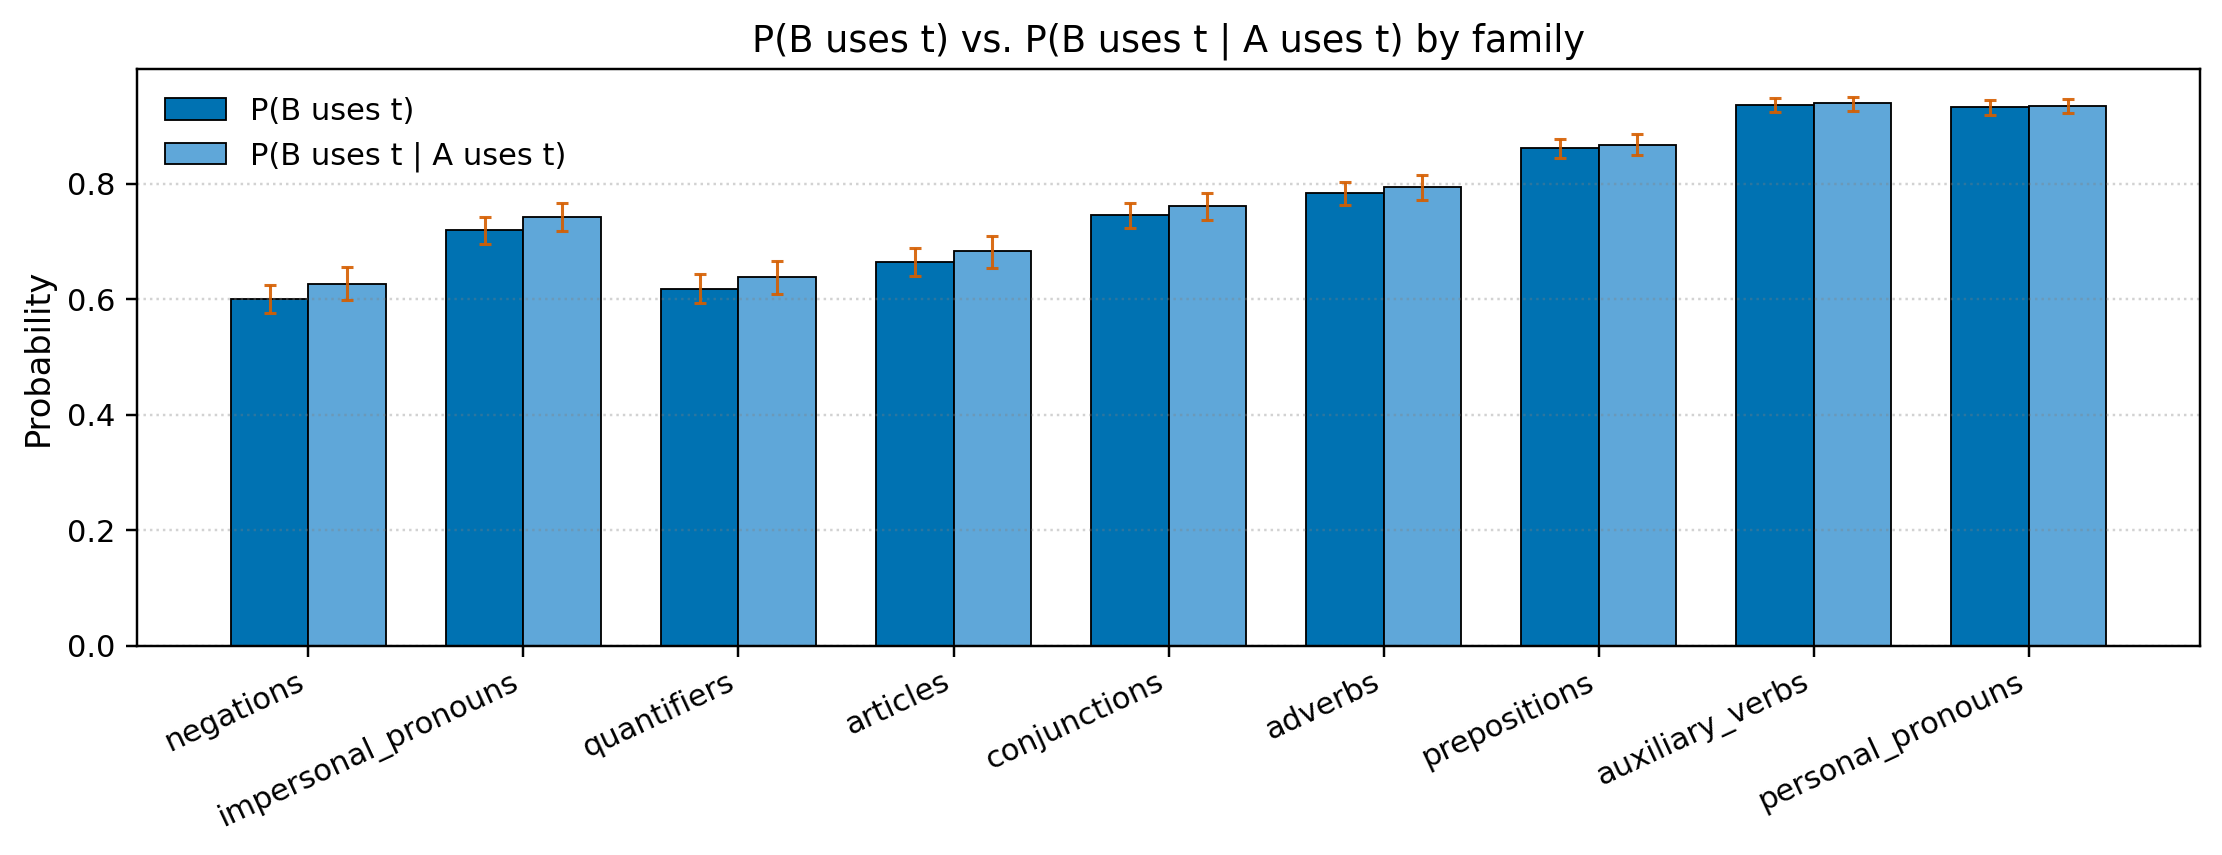 P(B uses t) vs. P(B uses t | A uses t) by family
P(B uses t)
P(B uses t | A uses t)
Probability
0.8
0.6
0.4
0.2
0.0
negations
impersonal_pronouns
quantifiers
articles
conjunctions
adverbs
prepositions
auxiliary_verbs
personal_pronouns